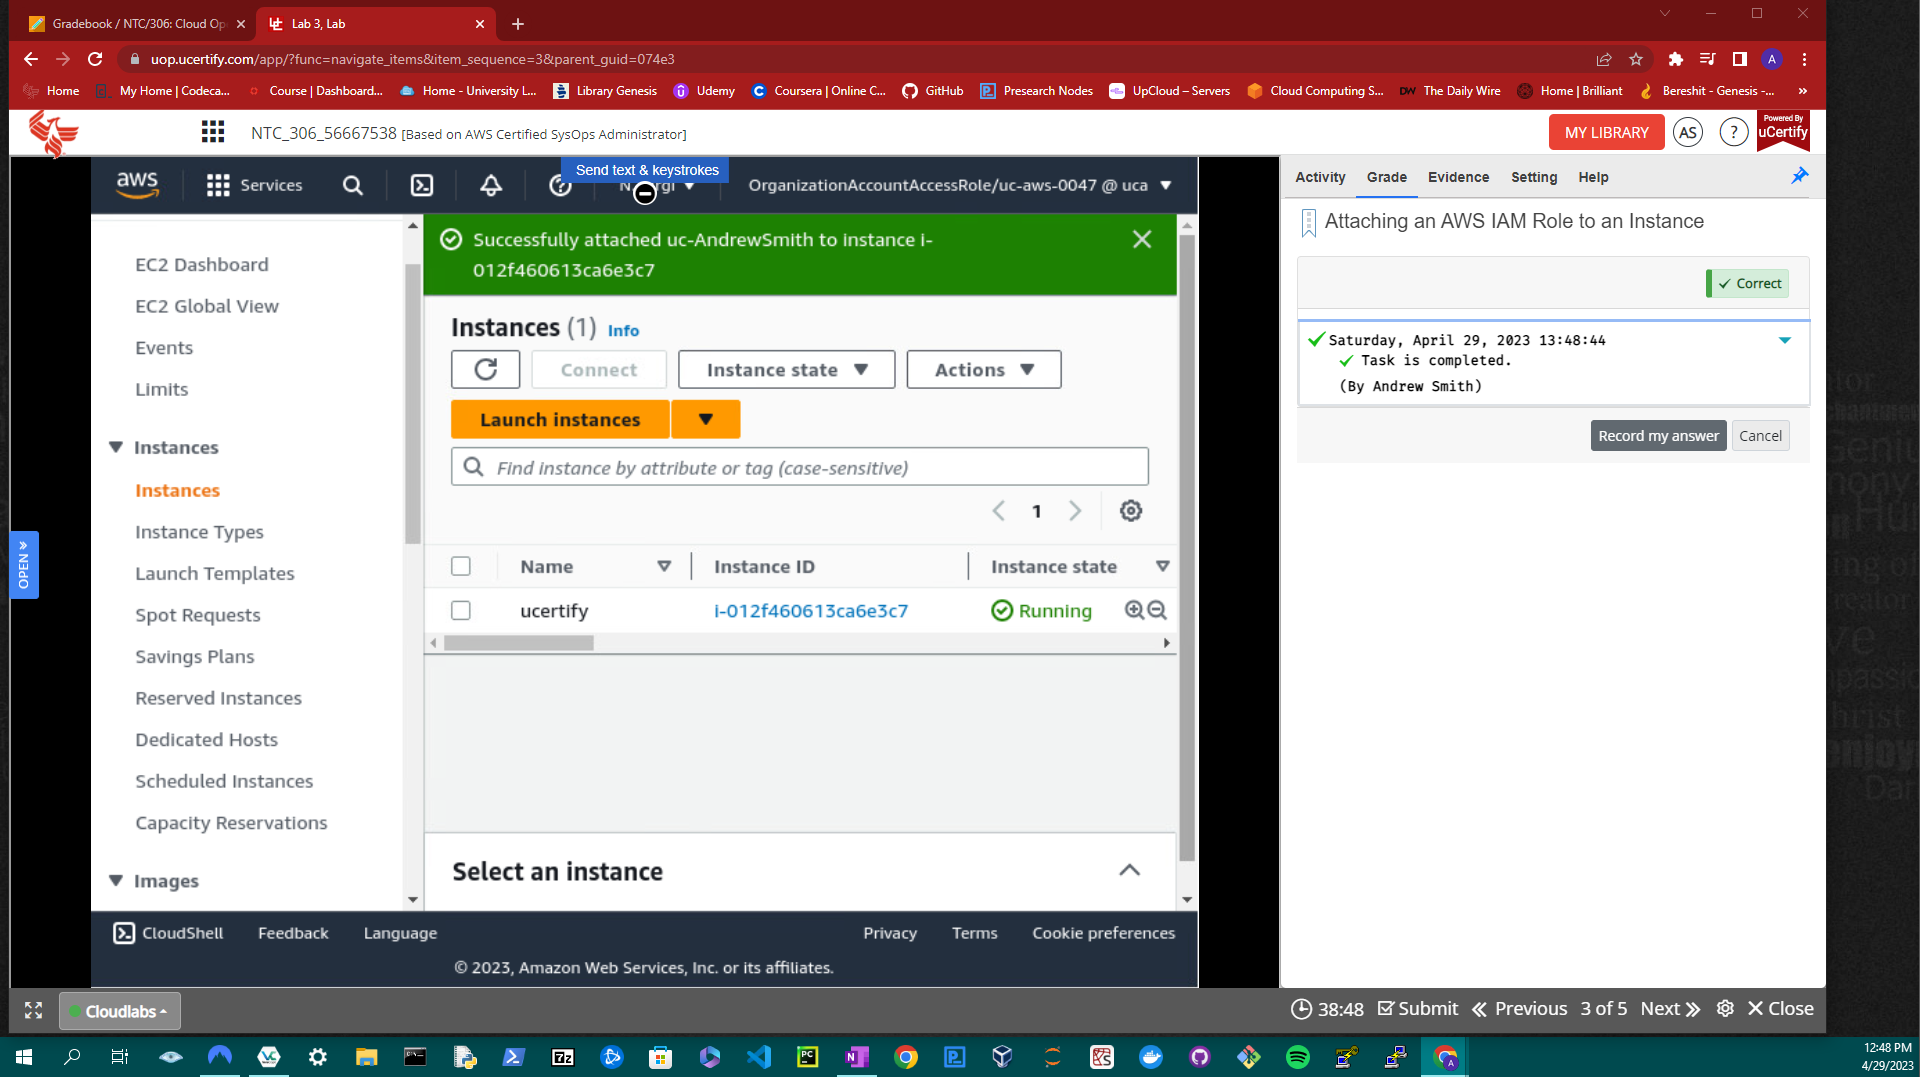 Gradebook / NTC/306: Cloud Op
Lab 3, Lab
uop.ucertify.com/app/?func=navigate_items&item_sequence=3&parent_guid=074e3
Home
My Home | Codeca...
Course | Dashboard...
Home - University L...
Library Genesis
Udemy
Coursera | Online C...
GitHub
Presearch Nodes
UpCloud – Servers
Cloud Computing S...
DW The Daily Wire
Home | Brilliant
Bereshit - Genesis -...
NTC_306_56667538 [Based on AWS Certified SysOps Administrator]
MY LIBRARY
AS
?
Powered By
uCertify
aws
Services
Send text & keystrokes
OrganizationAccountAccessRole/uc-aws-0047 @ uca
Activity
Grade
Evidence
Setting
Help
EC2 Dashboard
EC2 Global View
Events
Limits
Instances
Instances
Instance Types
Launch Templates
Spot Requests
Savings Plans
Reserved Instances
Dedicated Hosts
Scheduled Instances
Capacity Reservations
Images
OPEN
Successfully attached uc-AndrewSmith to instance i-
012f460613ca6e3c7
Instances (1) Info
Connect
Instance state
Actions
Launch instances
Find instance by attribute or tag (case-sensitive)
1
Name
Instance ID
Instance state
ucertify
i-012f460613ca6e3c7
Running
Select an instance
Attaching an AWS IAM Role to an Instance
Correct
Saturday, April 29, 2023 13:48:44
Task is completed.
(By Andrew Smith)
Record my answer
Cancel
CloudShell
Feedback
Language
Privacy
Terms
Cookie preferences
© 2023, Amazon Web Services, Inc. or its affiliates.
Cloudlabs
38:48
Submit
Previous
3 of 5
Next
Close
12:48 PM
4/29/2023